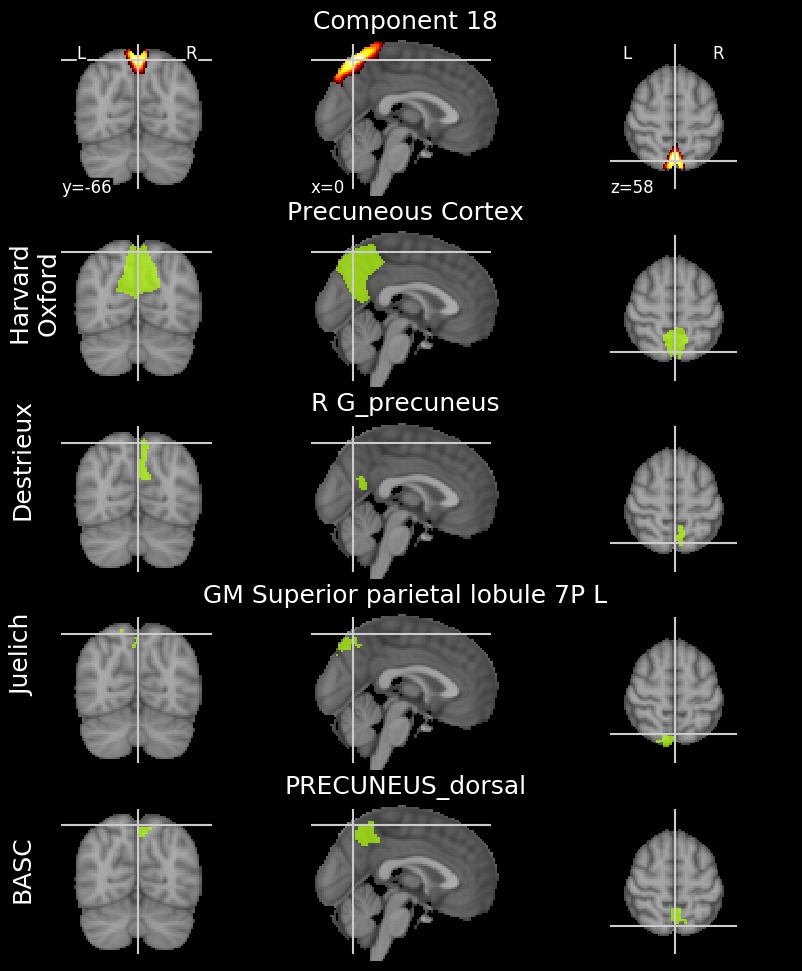 Component 18
L R
L R
y=-66
x=0
z=58
Precuneous Cortex
Harvard
Oxford
R G_precuneus
Destrieux
GM Superior parietal lobule 7P L
Juelich
PRECUNEUS_dorsal
BASC